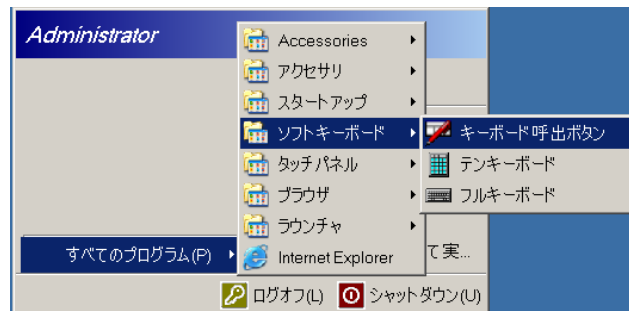 Administrator
Accessories
アクセサリ
スタートアップ
ソフトキーボード
タッチパネル
ブラウザ
ラウンチャ
Internet Explorer
キーボード呼出ボタン
テンキーボード
フルキーボード
すべてのプログラム(P)
て実...
ログオフ(L)
シャットダウン(U)